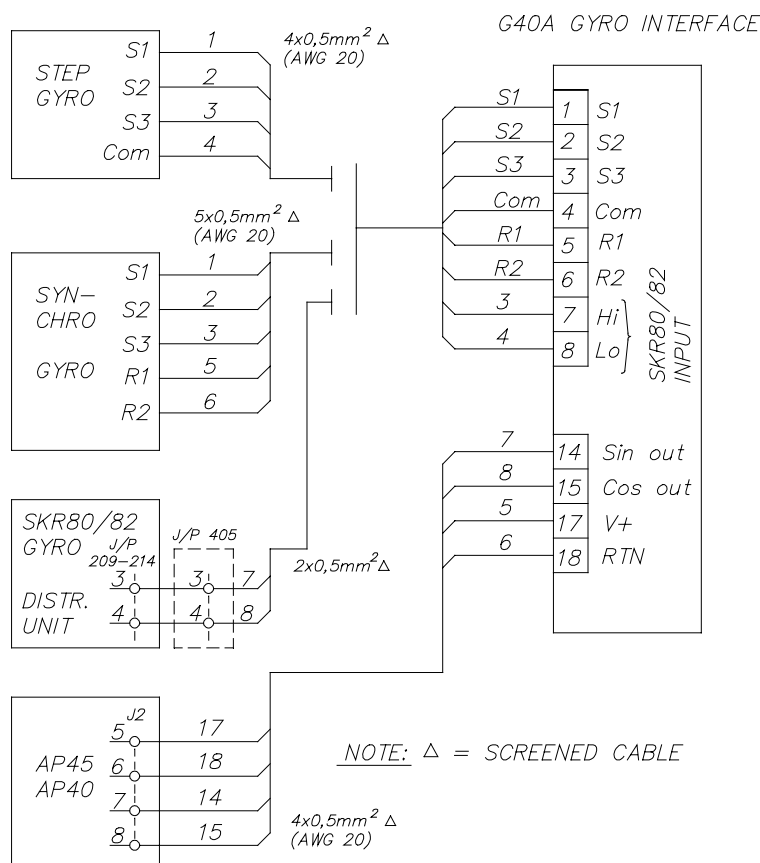 G40A GYRO INTERFACE
STEP
GYRO
S1 1
S2 2
S3 3
Com 4
4x0,5mm² Δ
(AWG 20)
SYN-
CHRO
GYRO
S1 1
S2 2
S3 3
R1 5
R2 6
5x0,5mm² Δ
(AWG 20)
S1 1 S1
S2 2 S2
S3 3 S3
Com 4 Com
R1 5 R1
R2 6 R2
3 7 Hi
4 8 Lo
SKR80/82
INPUT
7 14 Sin out
8 15 Cos out
5 17 V+
6 18 RTN
SKR80/82
GYRO
J/P
209-214
J/P 405
DISTR.
UNIT
3 3 7
4 4 8
2x0,5mm² Δ
AP45
AP40
J2
5 17
6 18
7 14
8 15
4x0,5mm² Δ
(AWG 20)
NOTE: Δ = SCREENED CABLE